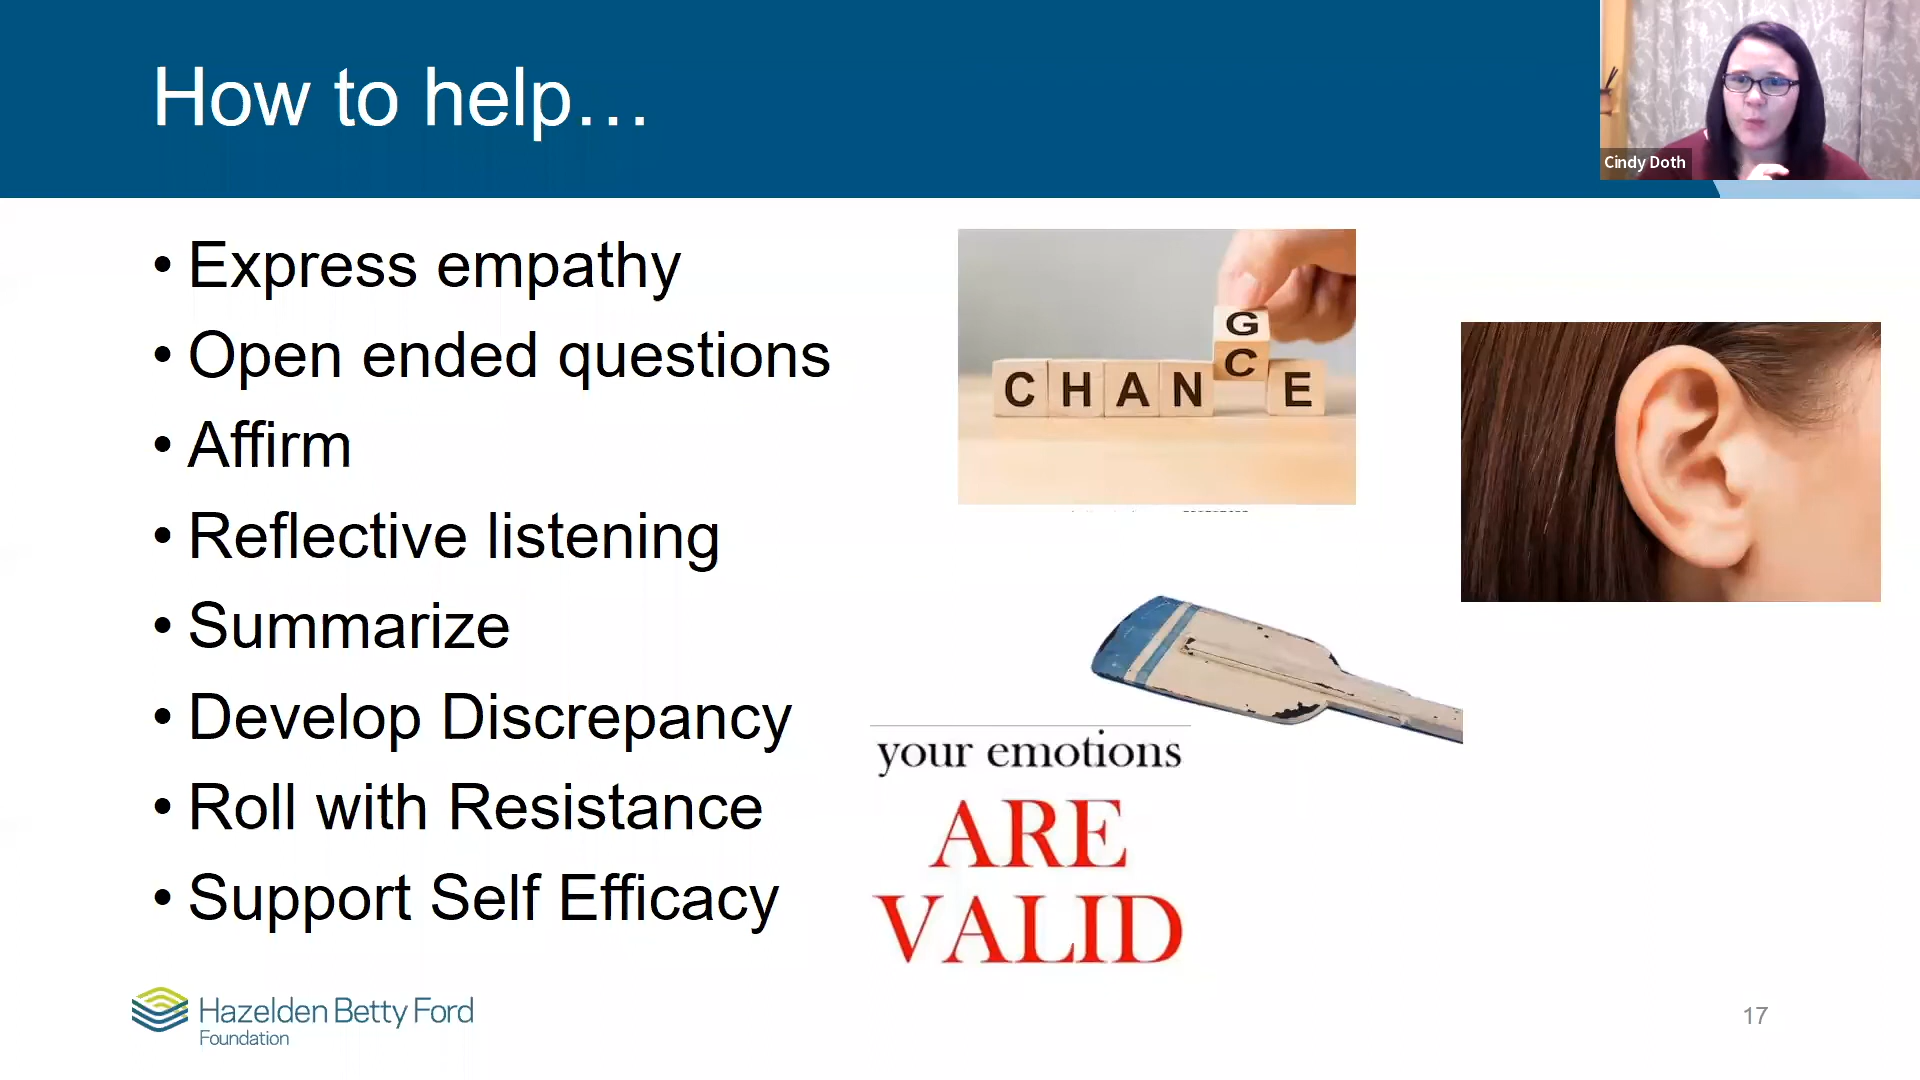 How to help…
Cindy Doth
• Express empathy
• Open ended questions
• Affirm
• Reflective listening
• Summarize
• Develop Discrepancy
• Roll with Resistance
• Support Self Efficacy
G
C
CHAN E
your emotions
ARE
VALID
Hazelden Betty Ford
Foundation
17